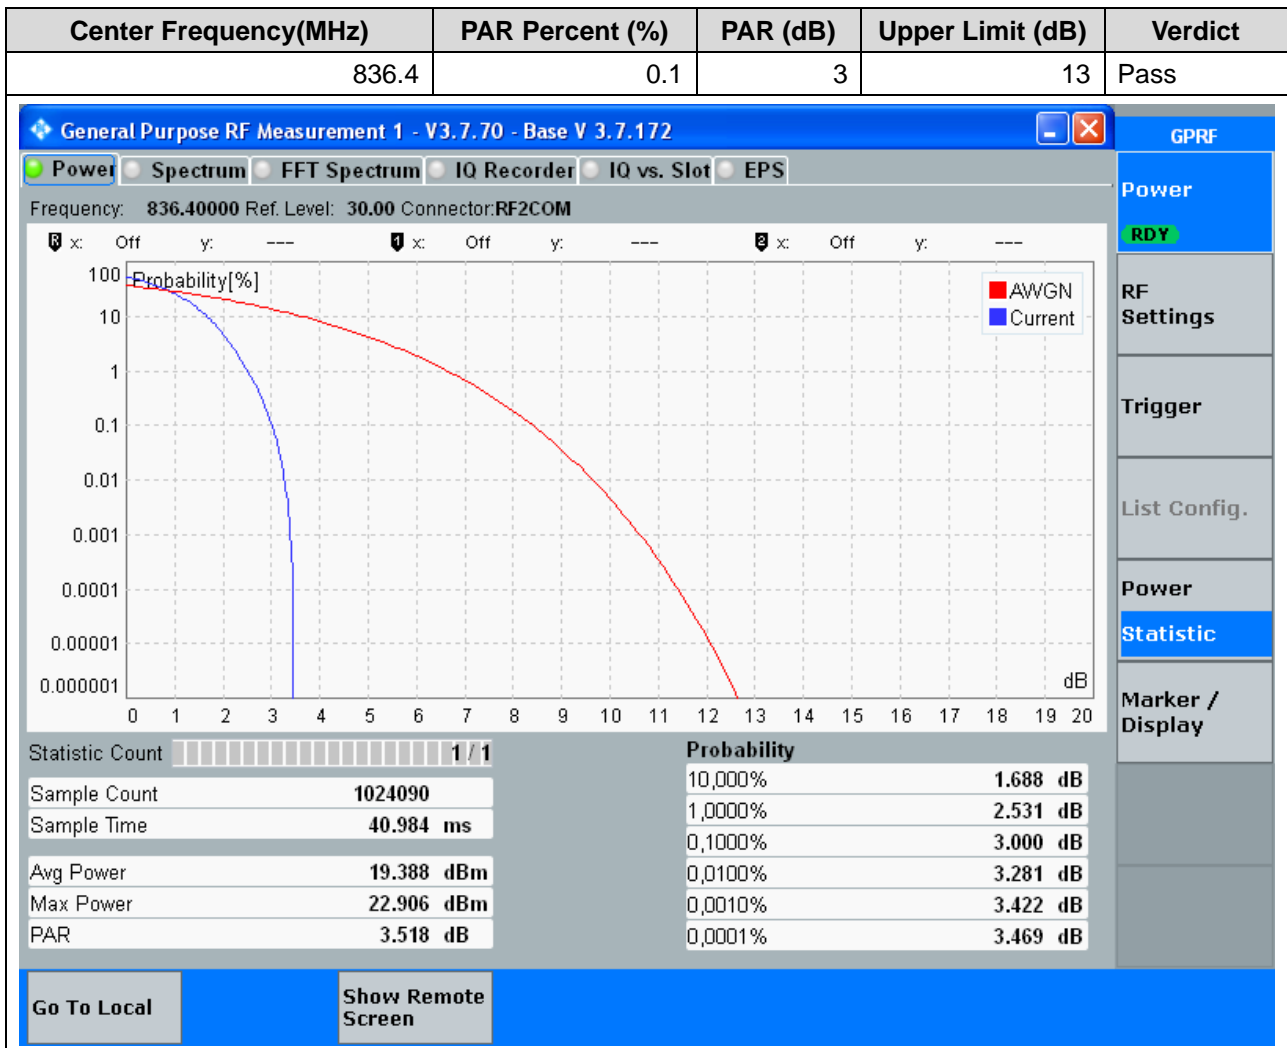 Center Frequency(MHz) PAR Percent (%) PAR (dB) Upper Limit (dB) Verdict
836.4 0.1 3 13 Pass
General Purpose RF Measurement 1 - V3.7.70 - Base V 3.7.172
GPRF
Power Spectrum FFT Spectrum IQ Recorder IQ vs. Slot EPS
Power
RDY
Frequency: 836.40000 Ref. Level: 30.00 Connector:RF2COM
R x: Off y: --- 1 x: Off y: --- 2 x: Off y: ---
Probability[%]
AWGN
Current
100
10
1
0.1
0.01
0.001
0.0001
0.00001
0.000001
dB
0 1 2 3 4 5 6 7 8 9 10 11 12 13 14 15 16 17 18 19 20
RF
Settings
Trigger
List Config.
Power
Statistic
Marker /
Display
Statistic Count 1 / 1
Sample Count 1024090
Sample Time 40.984 ms
Avg Power 19.388 dBm
Max Power 22.906 dBm
PAR 3.518 dB
Probability
10,000% 1.688 dB
1,0000% 2.531 dB
0,1000% 3.000 dB
0,0100% 3.281 dB
0,0010% 3.422 dB
0,0001% 3.469 dB
Go To Local
Show Remote
Screen